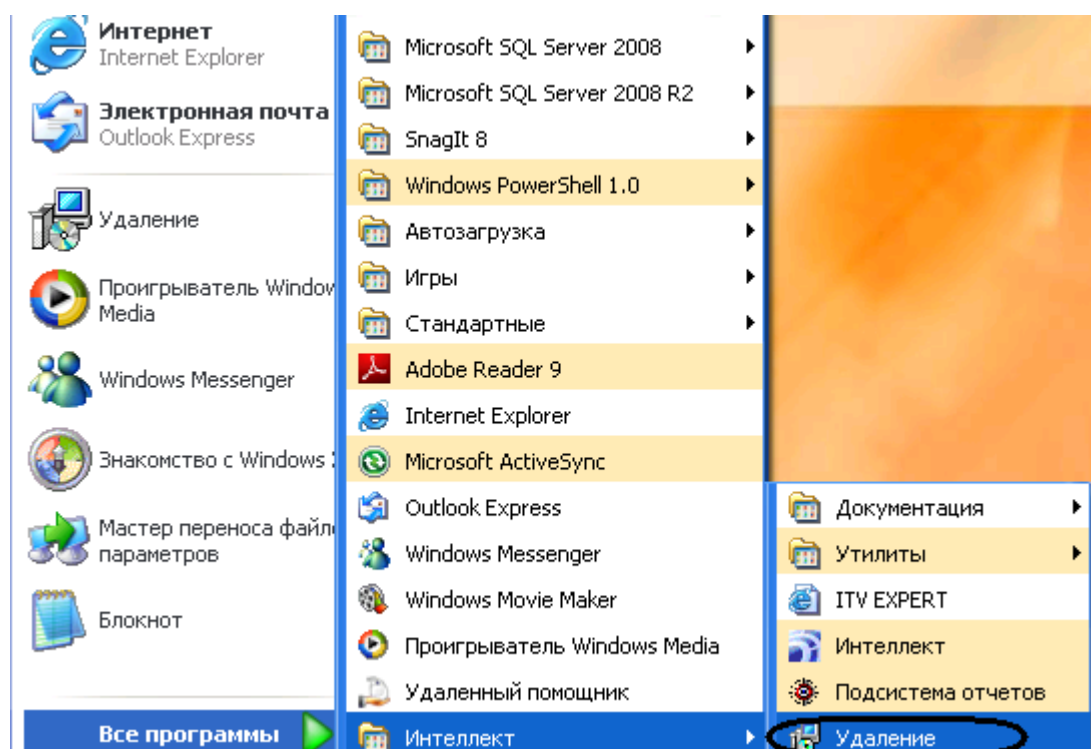 Интернет
Internet Explorer
Электронная почта
Outlook Express
Удаление
Проигрыватель Window
Media
Windows Messenger
Знакомство с Windows
Мастер переноса файл
параметров
Блокнот
Все программы
Microsoft SQL Server 2008
Microsoft SQL Server 2008 R2
SnagIt 8
Windows PowerShell 1.0
Автозагрузка
Игры
Стандартные
Adobe Reader 9
Internet Explorer
Microsoft ActiveSync
Outlook Express
Windows Messenger
Windows Movie Maker
Проигрыватель Windows Media
Удаленный помощник
Интеллект
Документация
Утилиты
ITV EXPERT
Интеллект
Подсистема отчетов
Удаление